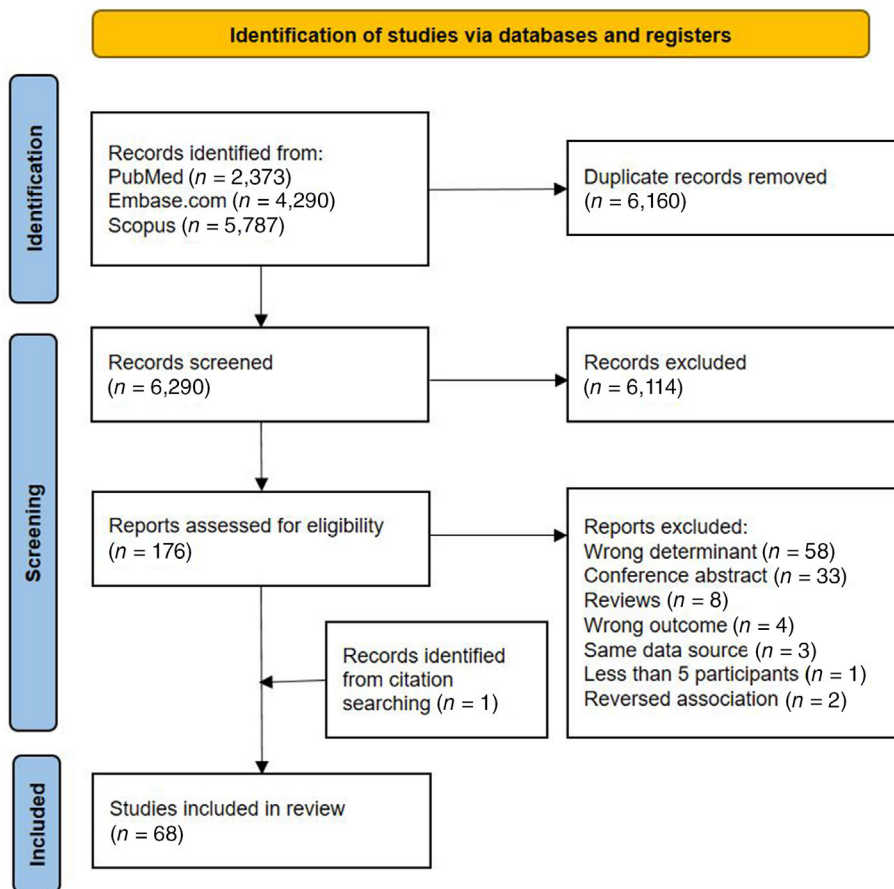 Identification of studies via databases and registers
Identification
Records identified from:
PubMed (n = 2,373)
Embase.com (n = 4,290)
Scopus (n = 5,787)
Duplicate records removed
(n = 6,160)
Screening
Records screened
(n = 6,290)
Records excluded
(n = 6,114)
Reports assessed for eligibility
(n = 176)
Reports excluded:
Wrong determinant (n = 58)
Conference abstract (n = 33)
Reviews (n = 8)
Wrong outcome (n = 4)
Same data source (n = 3)
Less than 5 participants (n = 1)
Reversed association (n = 2)
Records identified
from citation
searching (n = 1)
Included
Studies included in review
(n = 68)